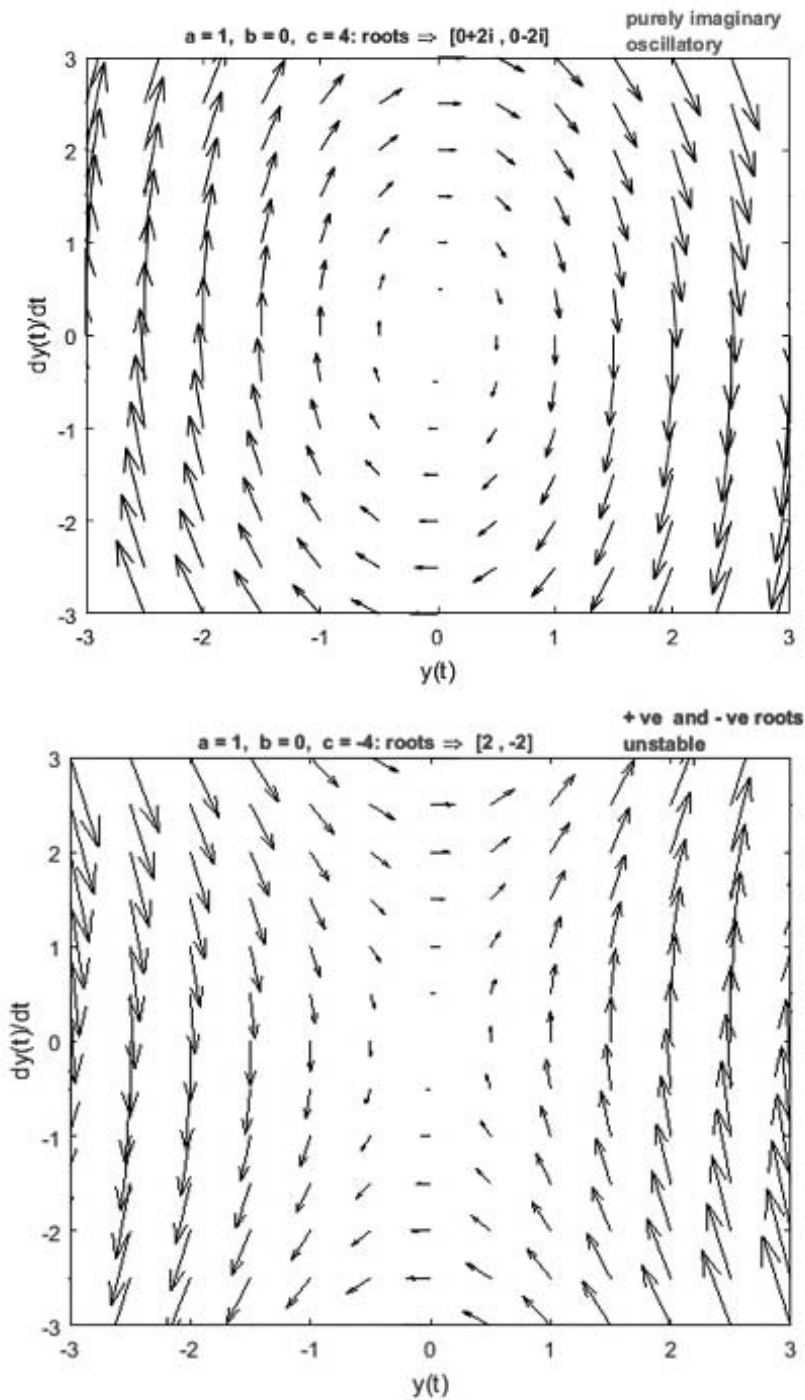 a = 1, b = 0, c = 4: roots ⇒ [0+2i , 0-2i]
purely imaginary
oscillatory
3
2
1
0
-1
-2
-3
dy(t)/dt
-3 -2 -1 0 1 2 3
y(t)
a = 1, b = 0, c = -4: roots ⇒ [2 , -2]
+ ve and - ve roots
unstable
3
2
1
0
-1
-2
-3
dy(t)/dt
-3 -2 -1 0 1 2 3
y(t)